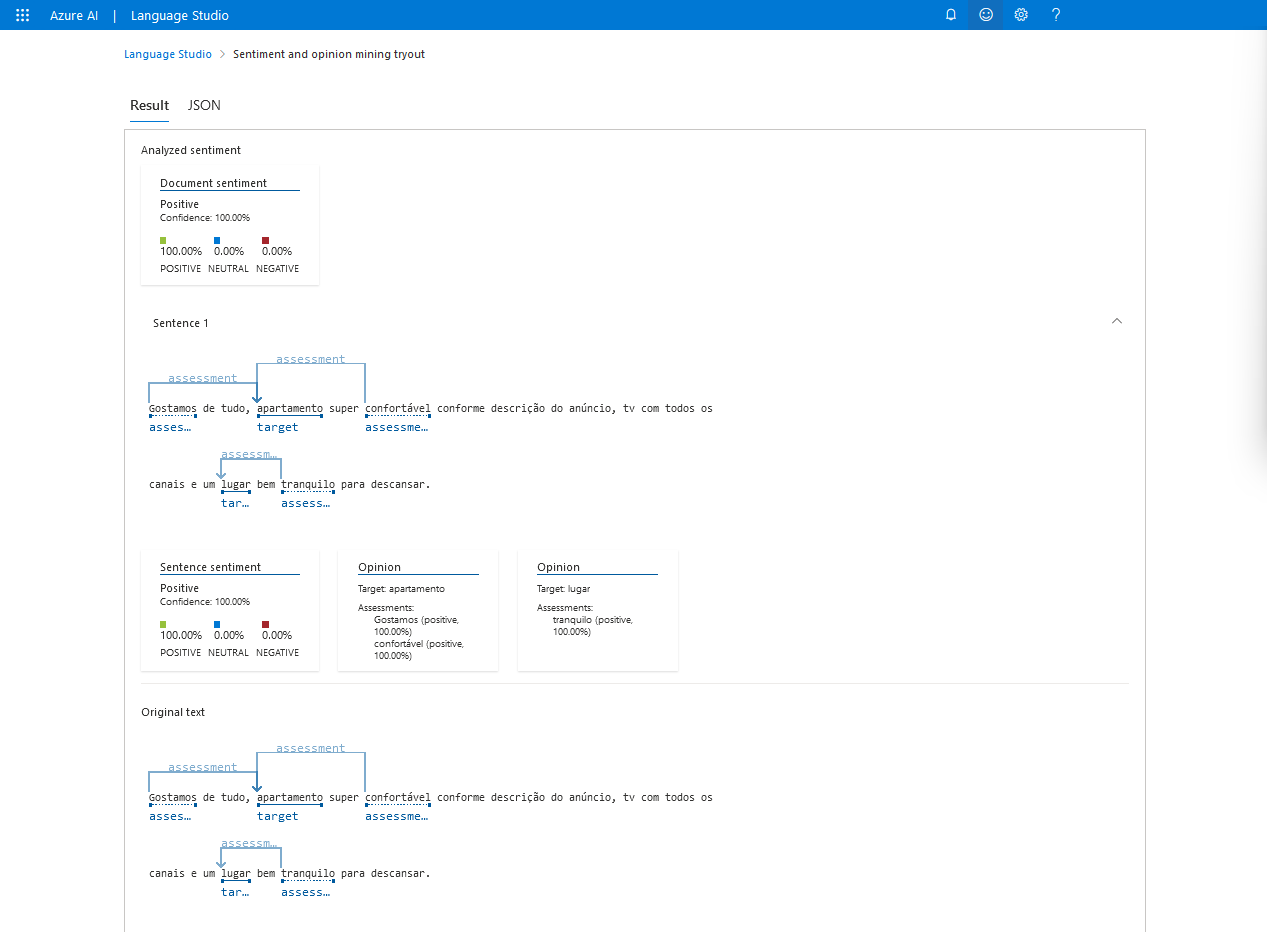 Azure AI | Language Studio
Language Studio > Sentiment and opinion mining tryout
Result JSON
Analyzed sentiment
Document sentiment
Positive
Confidence: 100.00%
100.00% 0.00% 0.00%
POSITIVE NEUTRAL NEGATIVE
Sentence 1
assessment
assessment
Gostamos de tudo, apartamento super confortável conforme descrição do anúncio, tv com todos os
asses… target assessme…
assessm…
canais e um lugar bem tranquilo para descansar.
tar… assess…
Sentence sentiment
Positive
Confidence: 100.00%
100.00% 0.00% 0.00%
POSITIVE NEUTRAL NEGATIVE
Opinion
Target: apartamento
Assessments:
Gostamos (positive,
100.00%)
confortável (positive,
100.00%)
Opinion
Target: lugar
Assessments:
tranquilo (positive,
100.00%)
Original text
assessment
assessment
Gostamos de tudo, apartamento super confortável conforme descrição do anúncio, tv com todos os
asses… target assessme…
assessm…
canais e um lugar bem tranquilo para descansar.
tar… assess…